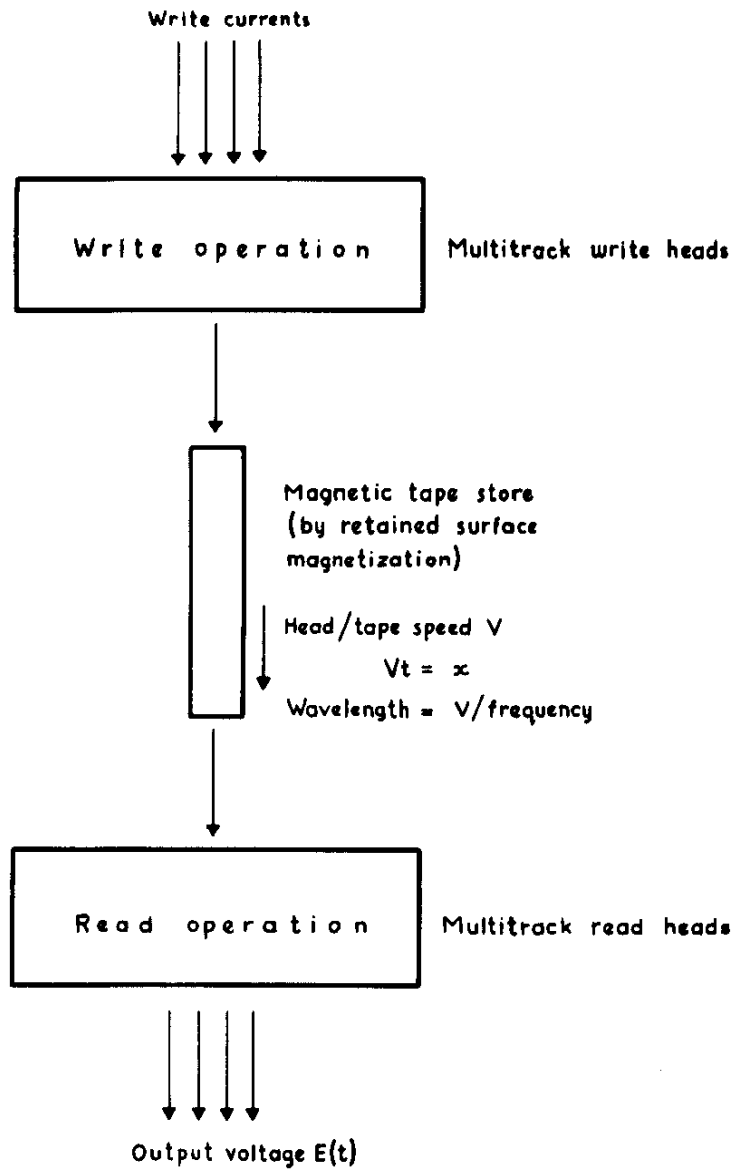 Write currents
Write operation
Multitrack write heads
Magnetic tape store
(by retained surface
magnetization)
Head/tape speed V
Vt = x
Wavelength = V/frequency
Read operation
Multitrack read heads
Output voltage E(t)